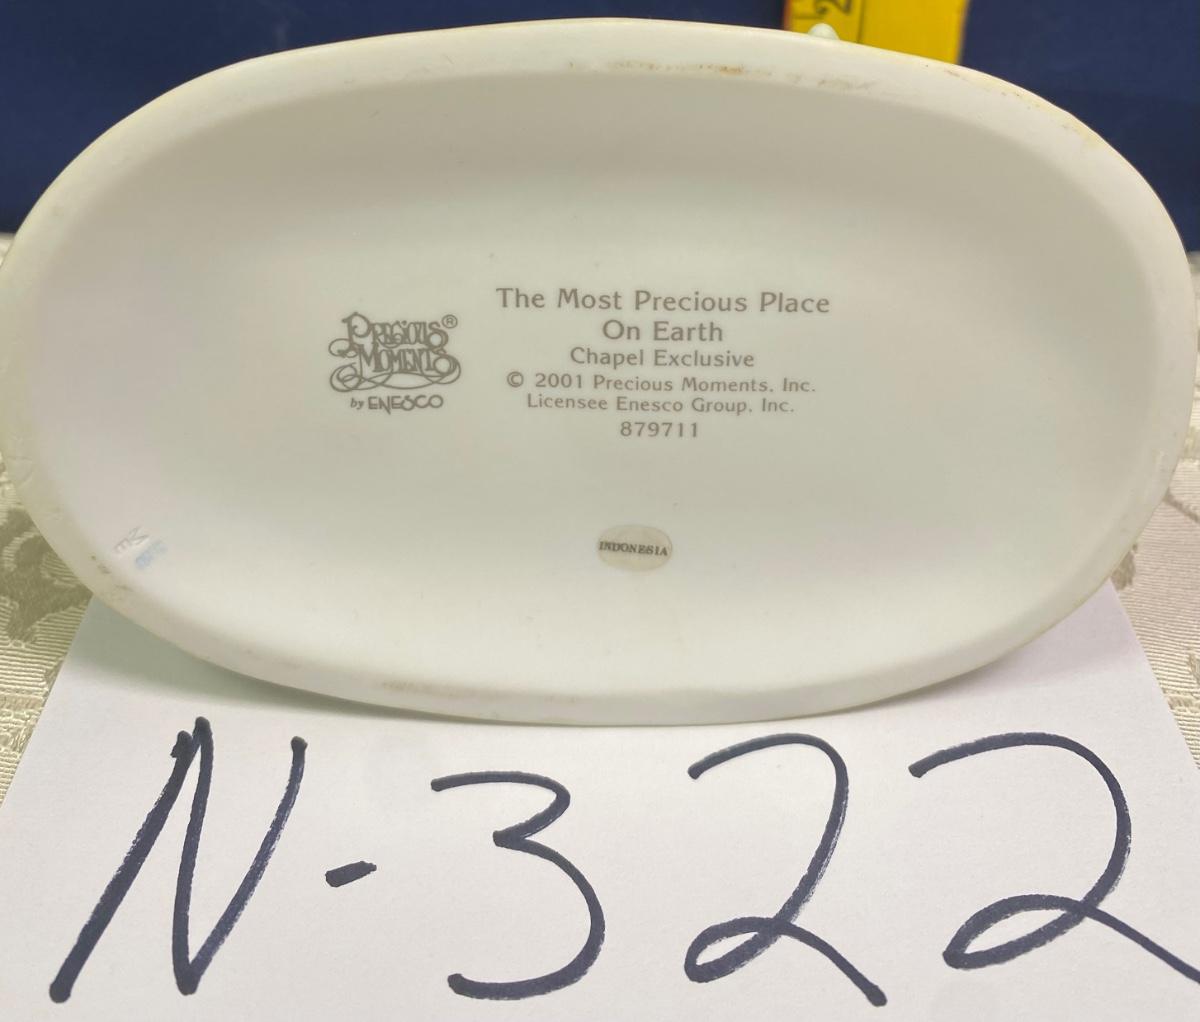 2
PRECIOUS®
MOMENTS
by ENESCO
The Most Precious Place
On Earth
Chapel Exclusive
© 2001 Precious Moments, Inc.
Licensee Enesco Group, Inc.
879711
INDONESIA
N-322